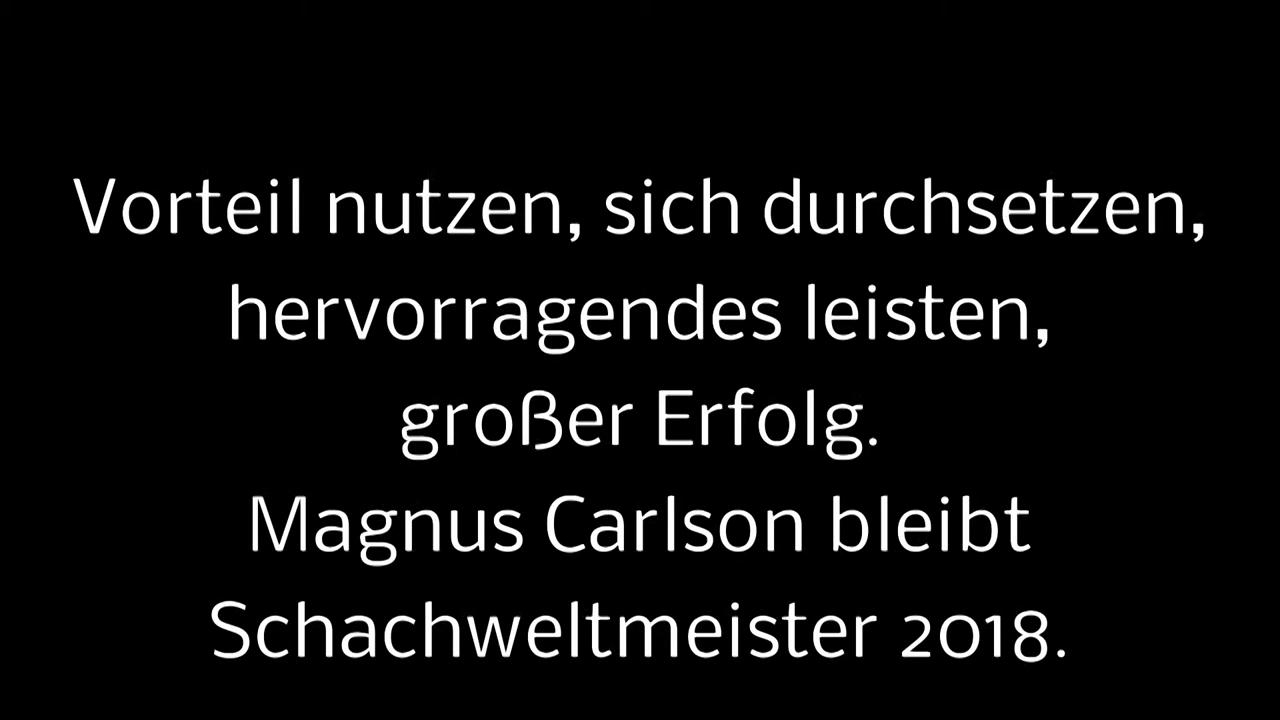 Vorteil nutzen, sich durchsetzen,
hervorragendes leisten,
großer Erfolg.
Magnus Carlson bleibt
Schachweltmeister 2018.